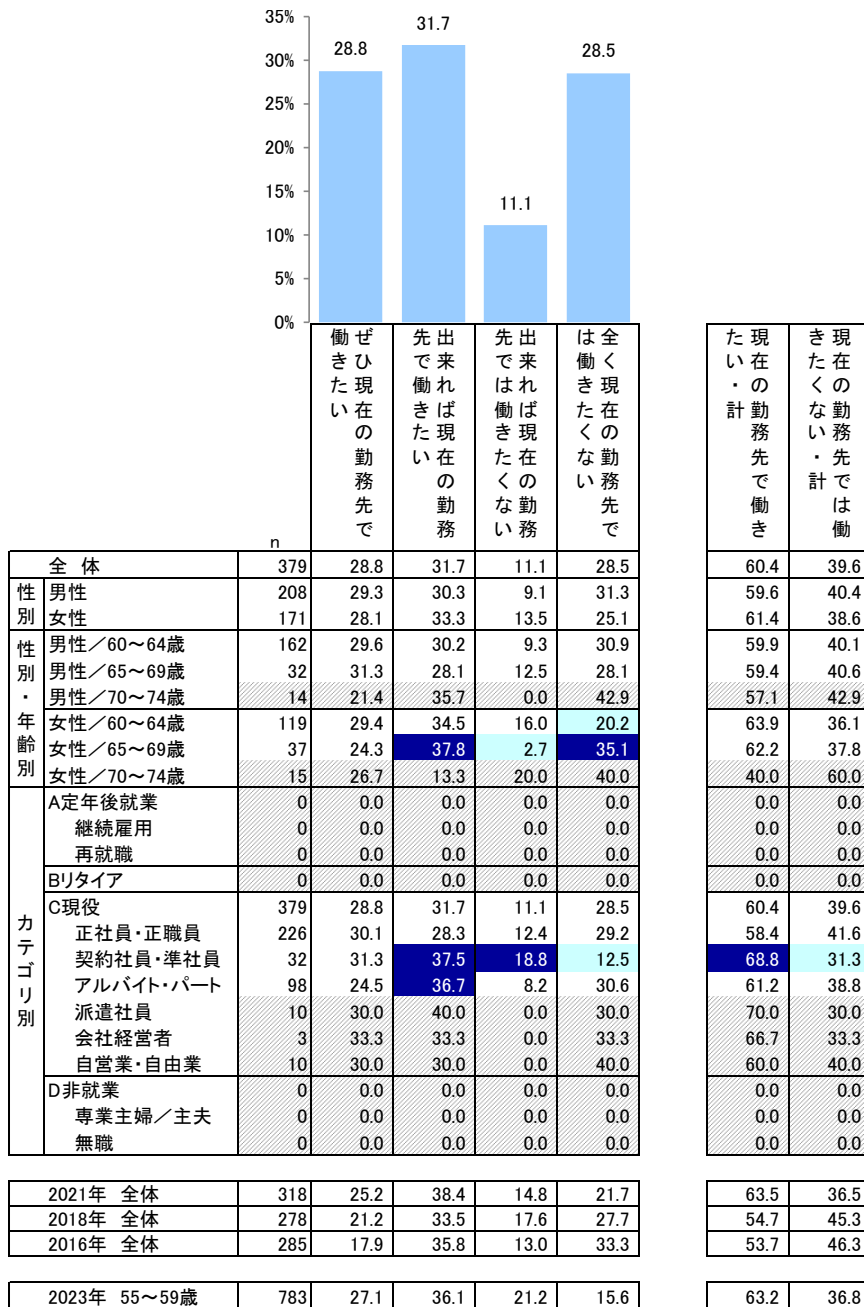 35%
30%
25%
20%
15%
10%
5%
0%
28.8
31.7
11.1
28.5
ぜひ現在の勤務先で
働きたい
出来れば現在の勤務
先で働きたい
出来れば現在の勤務
先では働きたくない
全く現在の勤務先で
は働きたくない
現在の勤務先で働き
たい・計
現在の勤務先では働
きたくない・計
n
全 体 379 28.8 31.7 11.1 28.5 60.4 39.6
性別
男性 208 29.3 30.3 9.1 31.3 59.6 40.4
女性 171 28.1 33.3 13.5 25.1 61.4 38.6
性別・年齢別
男性/60~64歳 162 29.6 30.2 9.3 30.9 59.9 40.1
男性/65~69歳 32 31.3 28.1 12.5 28.1 59.4 40.6
男性/70~74歳 14 21.4 35.7 0.0 42.9 57.1 42.9
女性/60~64歳 119 29.4 34.5 16.0 20.2 63.9 36.1
女性/65~69歳 37 24.3 37.8 2.7 35.1 62.2 37.8
女性/70~74歳 15 26.7 13.3 20.0 40.0 40.0 60.0
カテゴリ別
A定年後就業 0 0.0 0.0 0.0 0.0 0.0 0.0
継続雇用 0 0.0 0.0 0.0 0.0 0.0 0.0
再就職 0 0.0 0.0 0.0 0.0 0.0 0.0
Bリタイア 0 0.0 0.0 0.0 0.0 0.0 0.0
C現役 379 28.8 31.7 11.1 28.5 60.4 39.6
正社員・正職員 226 30.1 28.3 12.4 29.2 58.4 41.6
契約社員・準社員 32 31.3 37.5 18.8 12.5 68.8 31.3
アルバイト・パート 98 24.5 36.7 8.2 30.6 61.2 38.8
派遣社員 10 30.0 40.0 0.0 30.0 70.0 30.0
会社経営者 3 33.3 33.3 0.0 33.3 66.7 33.3
自営業・自由業 10 30.0 30.0 0.0 40.0 60.0 40.0
D非就業 0 0.0 0.0 0.0 0.0 0.0 0.0
専業主婦/主夫 0 0.0 0.0 0.0 0.0 0.0 0.0
無職 0 0.0 0.0 0.0 0.0 0.0 0.0
2021年 全体 318 25.2 38.4 14.8 21.7 63.5 36.5
2018年 全体 278 21.2 33.5 17.6 27.7 54.7 45.3
2016年 全体 285 17.9 35.8 13.0 33.3 53.7 46.3
2023年 55~59歳 783 27.1 36.1 21.2 15.6 63.2 36.8